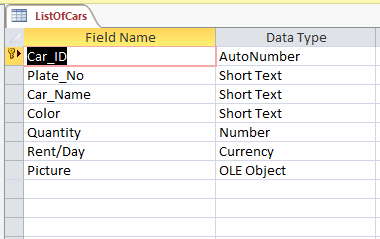 ListOfCars
Field Name Data Type
Car_ID AutoNumber
Plate_No Short Text
Car_Name Short Text
Color Short Text
Quantity Number
Rent/Day Currency
Picture OLE Object